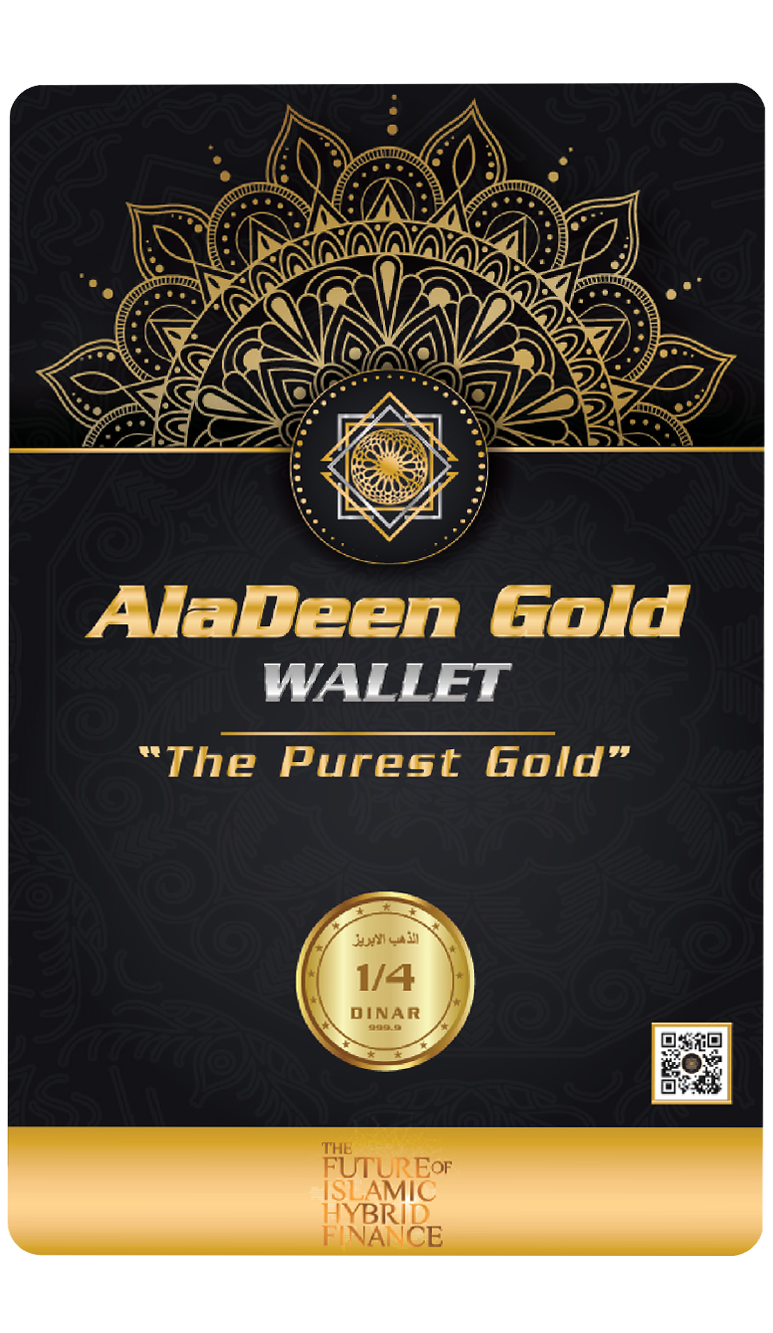 AlaDeen Gold
WALLET
"The Purest Gold"
الذهب الابريز
1/4
DINAR
999.9
THE
FUTURE OF
ISLAMIC
HYBRID
FINANCE